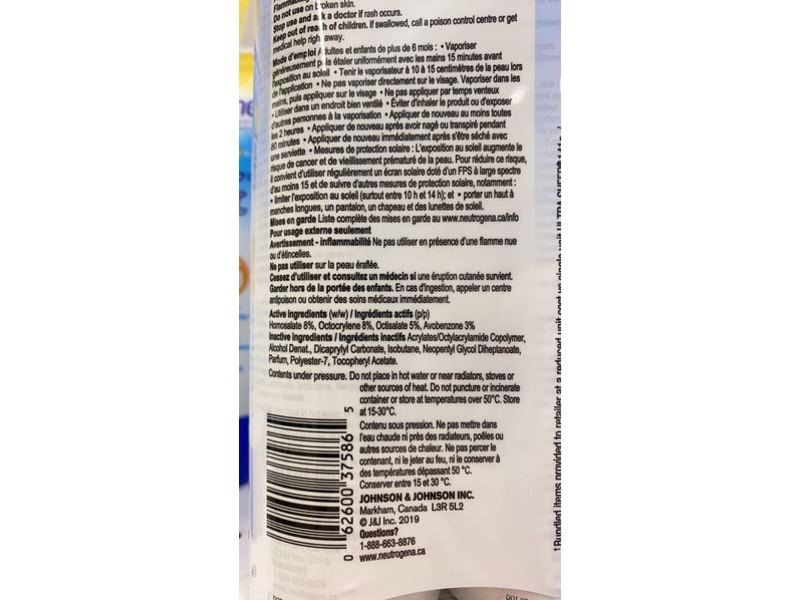 Do not use on broken skin.
Stop use and ask a doctor if rash occurs.
Keep out of reach of children. If swallowed, call a poison control centre or get
medical help right away.
Mode d'emploi Adultes et enfants de plus de 6 mois : • Vaporiser
généreusement puis étaler uniformément avec les mains 15 minutes avant
l'exposition au soleil • Tenir le vaporisateur à 10 à 15 centimètres de la peau lors
de l'application • Ne pas vaporiser directement sur le visage. Vaporiser dans les
mains, puis appliquer sur le visage • Ne pas appliquer par temps venteux
• Utiliser dans un endroit bien ventilé • Éviter d'inhaler le produit ou d'exposer
d'autres personnes à la vaporisation • Appliquer de nouveau au moins toutes
les 2 heures • Appliquer de nouveau après avoir nagé ou transpiré pendant
80 minutes • Appliquer de nouveau immédiatement après s'être séché avec
une serviette • Mesures de protection solaire : L'exposition au soleil augmente le
risque de cancer et de vieillissement prématuré de la peau. Pour réduire ce risque,
il convient d'utiliser régulièrement un écran solaire doté d'un FPS à large spectre
d'au moins 15 et de suivre d'autres mesures de protection solaire, notamment :
• limiter l'exposition au soleil (surtout entre 10 h et 14 h); et • porter un haut à
manches longues, un pantalon, un chapeau et des lunettes de soleil.
Mises en garde Liste complète des mises en garde au www.neutrogena.ca/info
Pour usage externe seulement
Avertissement - inflammabilité Ne pas utiliser en présence d'une flamme nue
ou d'étincelles.
Ne pas utiliser sur la peau éraflée.
Cessez d'utiliser et consultez un médecin si une éruption cutanée survient.
Garder hors de la portée des enfants. En cas d'ingestion, appeler un centre
antipoison ou obtenir des soins médicaux immédiatement.
Active ingredients (w/w) / Ingrédients actifs (p/p)
Homosalate 8%, Octocrylene 8%, Octisalate 5%, Avobenzone 3%
Inactive ingredients / Ingrédients inactifs Acrylates/Octylacrylamide Copolymer,
Alcohol Denat., Dicaprylyl Carbonate, Isobutane, Neopentyl Glycol Diheptanoate,
Parfum, Polyester-7, Tocopheryl Acetate.
Contents under pressure. Do not place in hot water or near radiators, stoves or
other sources of heat. Do not puncture or incinerate
container or store at temperatures over 50°C. Store
at 15-30°C.
Contenu sous pression. Ne pas mettre dans
l'eau chaude ni près des radiateurs, poêles ou
autres sources de chaleur. Ne pas percer le
contenant, ni le jeter au feu, ni le conserver à
des températures dépassant 50 °C.
Conserver entre 15 et 30 °C.
JOHNSON & JOHNSON INC.
Markham, Canada L3R 5L2
© J&J Inc. 2019
Questions?
1-888-663-8876
www.neutrogena.ca
0 62600 37586 5
†Bundled items provided to retailer at a reduced unit cost vs single unit ULTRA SHEER®